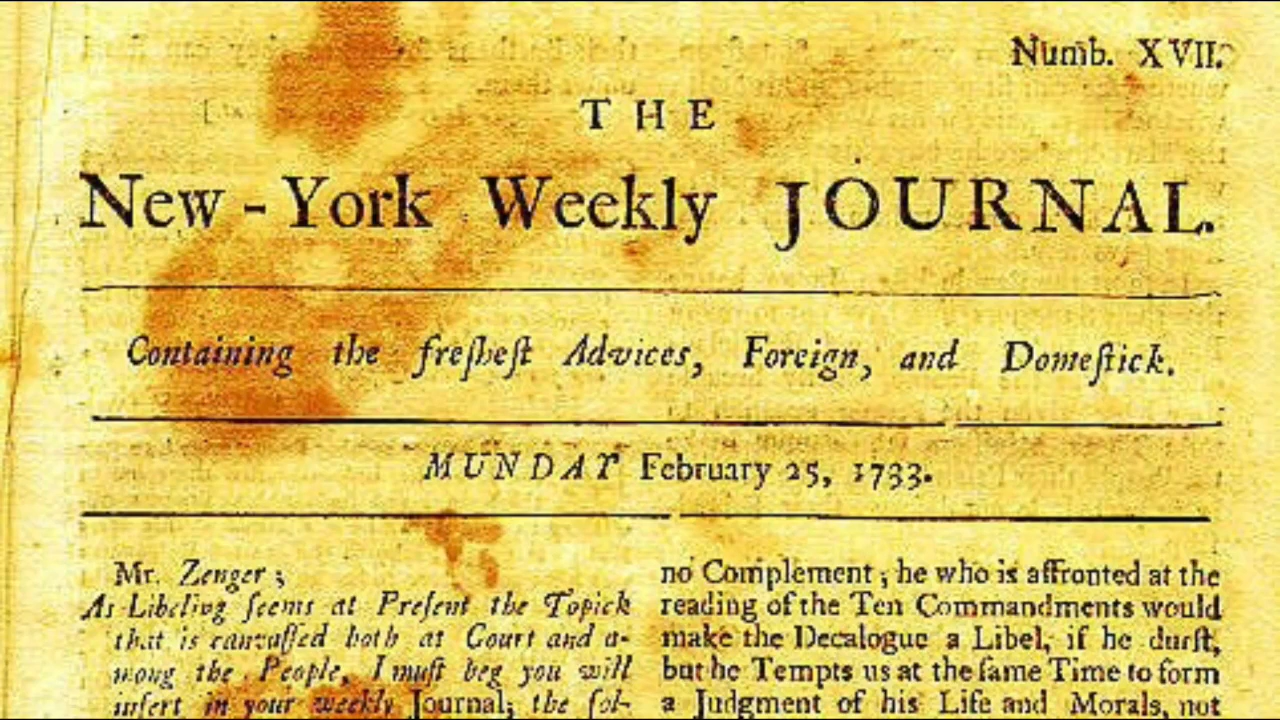 Numb. XVII.
THE
New-York Weekly JOURNAL.
Containing the freſheſt Advices, Foreign, and Domeſtick.
MUNDAY February 25, 1733.
Mr. Zenger;
As Libeling ſeems at Preſent the Topick
that is canvaſſed both at Court and a-
mong the People, I muſt beg you will
inſert in your weekly Journal; the fol-
no Complement; he who is affronted at the
reading of the Ten Commandments would
make the Decalogue a Libel, if he durſt,
but he Tempts us at the ſame Time to form
a Judgment of his Life and Morals, not